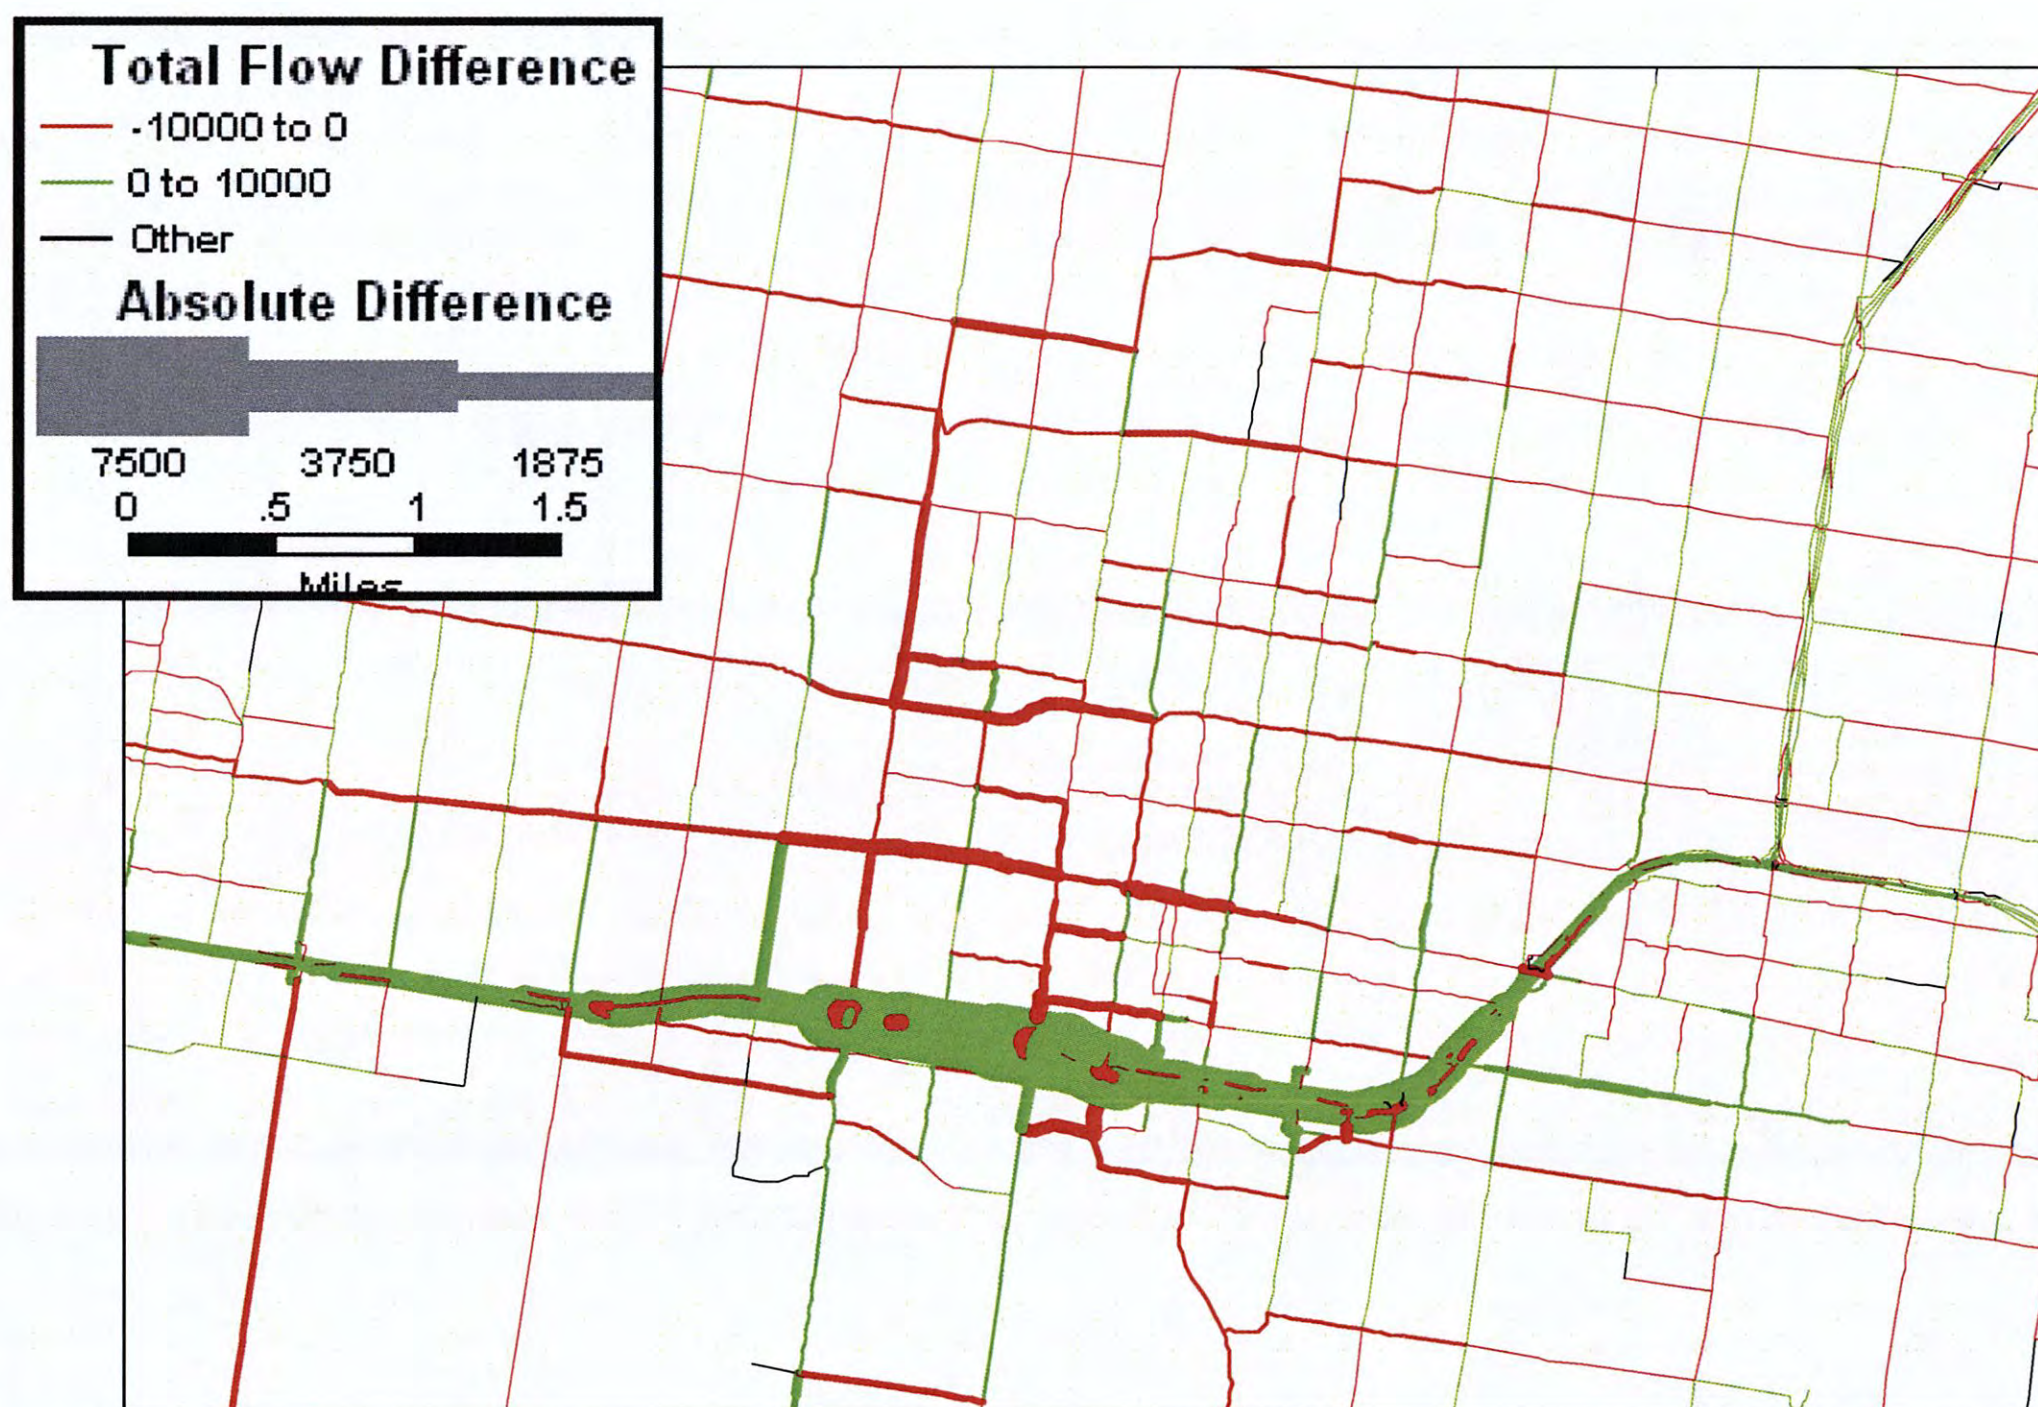 Total Flow Difference
-10000 to 0
0 to 10000
Other
Absolute Difference
7500 3750 1875
0 .5 1 1.5
Miles